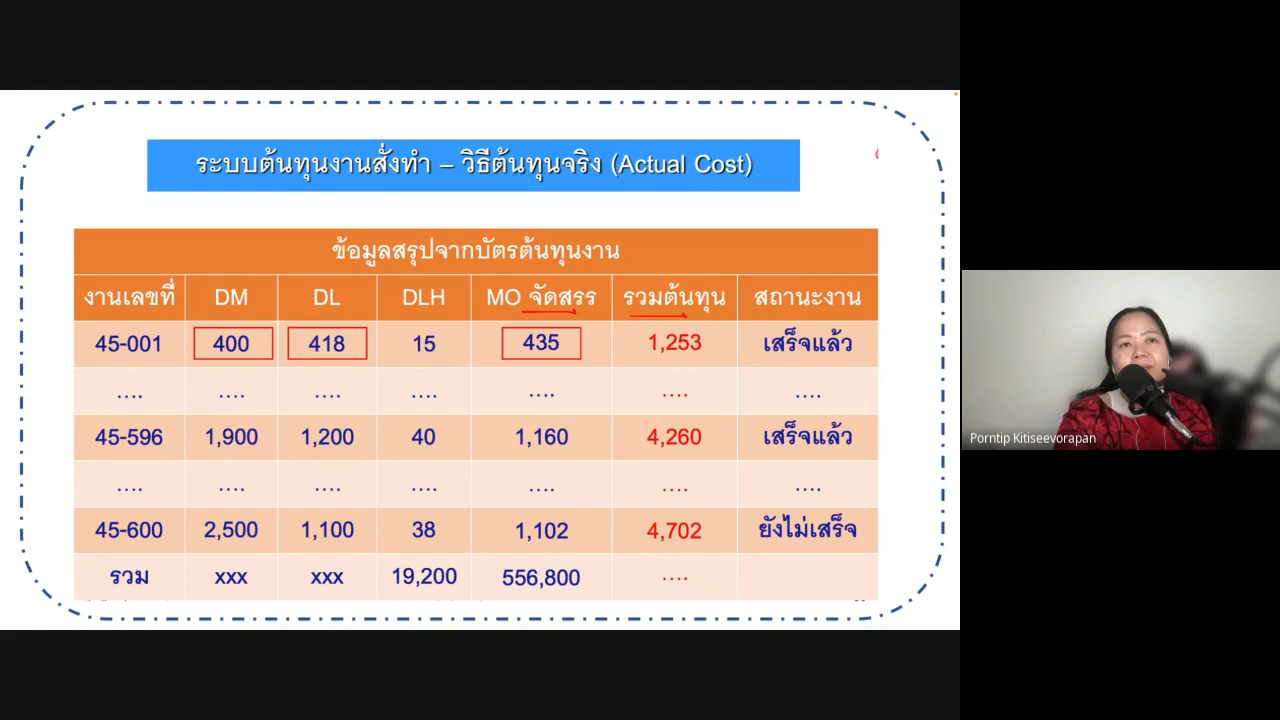 ระบบต้นทุนงานสั่งทำ – วิธีต้นทุนจริง (Actual Cost)
ข้อมูลสรุปจากบัตรต้นทุนงาน
งานเลขที่ DM DL DLH MO จัดสรร รวมต้นทุน สถานะงาน
45-001 400 418 15 435 1,253 เสร็จแล้ว
.... .... .... .... .... .... ....
45-596 1,900 1,200 40 1,160 4,260 เสร็จแล้ว
.... .... .... .... .... .... ....
45-600 2,500 1,100 38 1,102 4,702 ยังไม่เสร็จ
รวม xxx xxx 19,200 556,800 ....
Porntip Kitiseevorapan